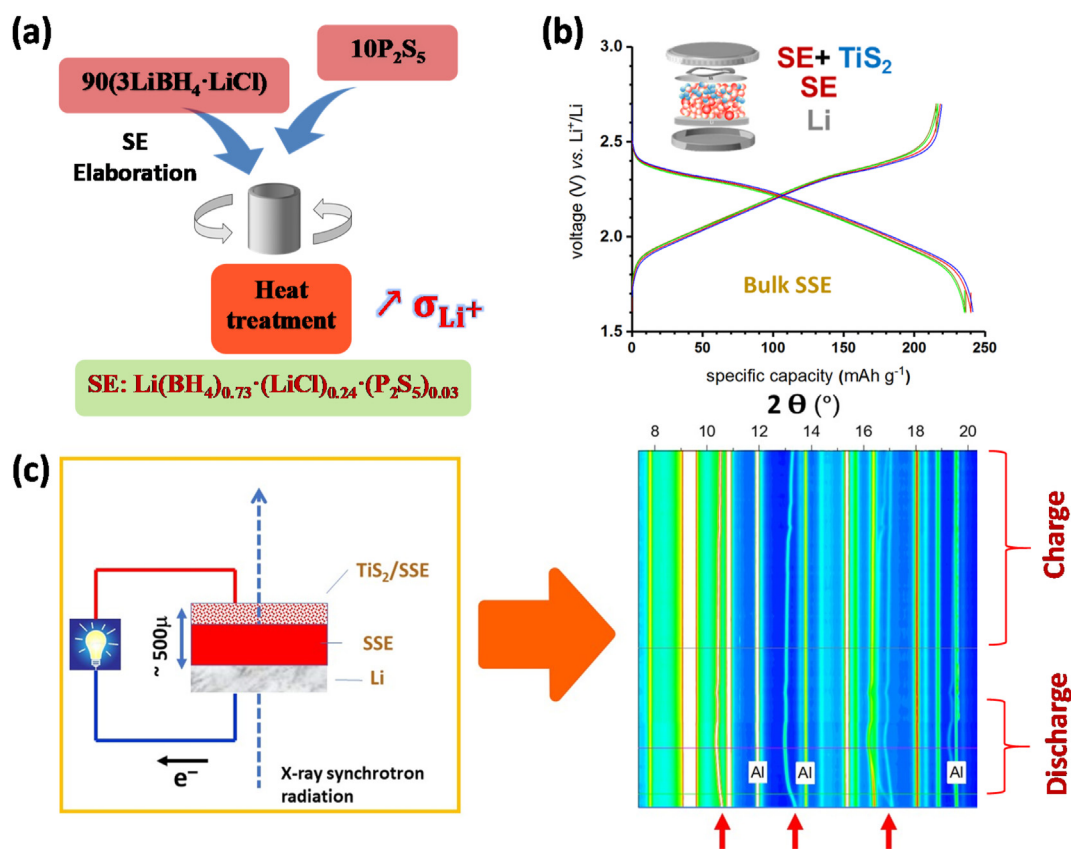 (a)
90(3LiBH₄·LiCl)
10P₂S₅
SE
Elaboration
Heat
treatment
↗ σLi⁺
SE: Li(BH₄)₀.₇₃·(LiCl)₀.₂₄·(P₂S₅)₀.₀₃
(b)
voltage (V) vs. Li⁺/Li
3.0
2.5
2.0
1.5
SE+ TiS₂
SE
Li
Bulk SSE
0 50 100 150 200 250
specific capacity (mAh g⁻¹)
(c)
TiS₂/SSE
SSE
Li
~ 500μ
e⁻
X-ray synchrotron
radiation
2 Θ (°)
8 10 12 14 16 18 20
Charge
Discharge
Al Al Al